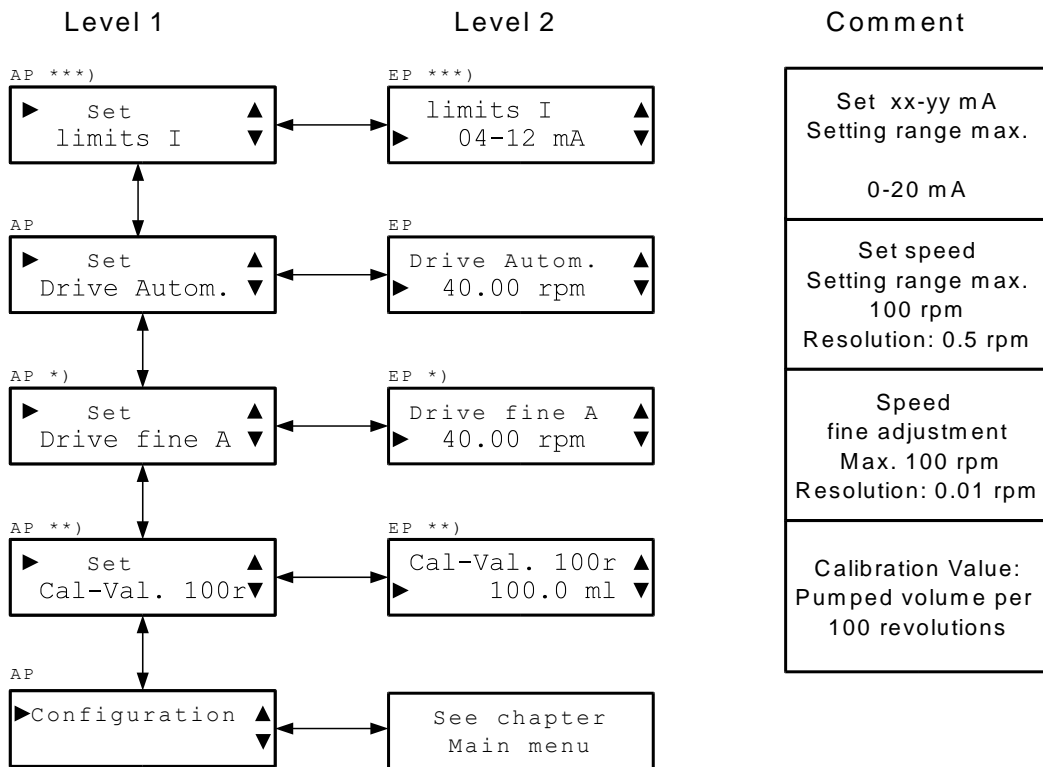 Level 1
Level 2
Comment
AP ***)
► Set ▲
limits I ▼
EP ***)
limits I ▲
► 04-12 mA ▼
Set xx-yy mA
Setting range max.
0-20 mA
AP
► Set ▲
Drive Autom. ▼
EP
Drive Autom. ▲
► 40.00 rpm ▼
Set speed
Setting range max.
100 rpm
Resolution: 0.5 rpm
AP *)
► Set ▲
Drive fine A ▼
EP *)
Drive fine A ▲
► 40.00 rpm ▼
Speed
fine adjustment
Max. 100 rpm
Resolution: 0.01 rpm
AP **)
► Set ▲
Cal-Val. 100r ▼
EP **)
Cal-Val. 100r ▲
► 100.0 ml ▼
Calibration Value:
Pumped volume per
100 revolutions
AP
►Configuration ▲
▼
See chapter
Main menu